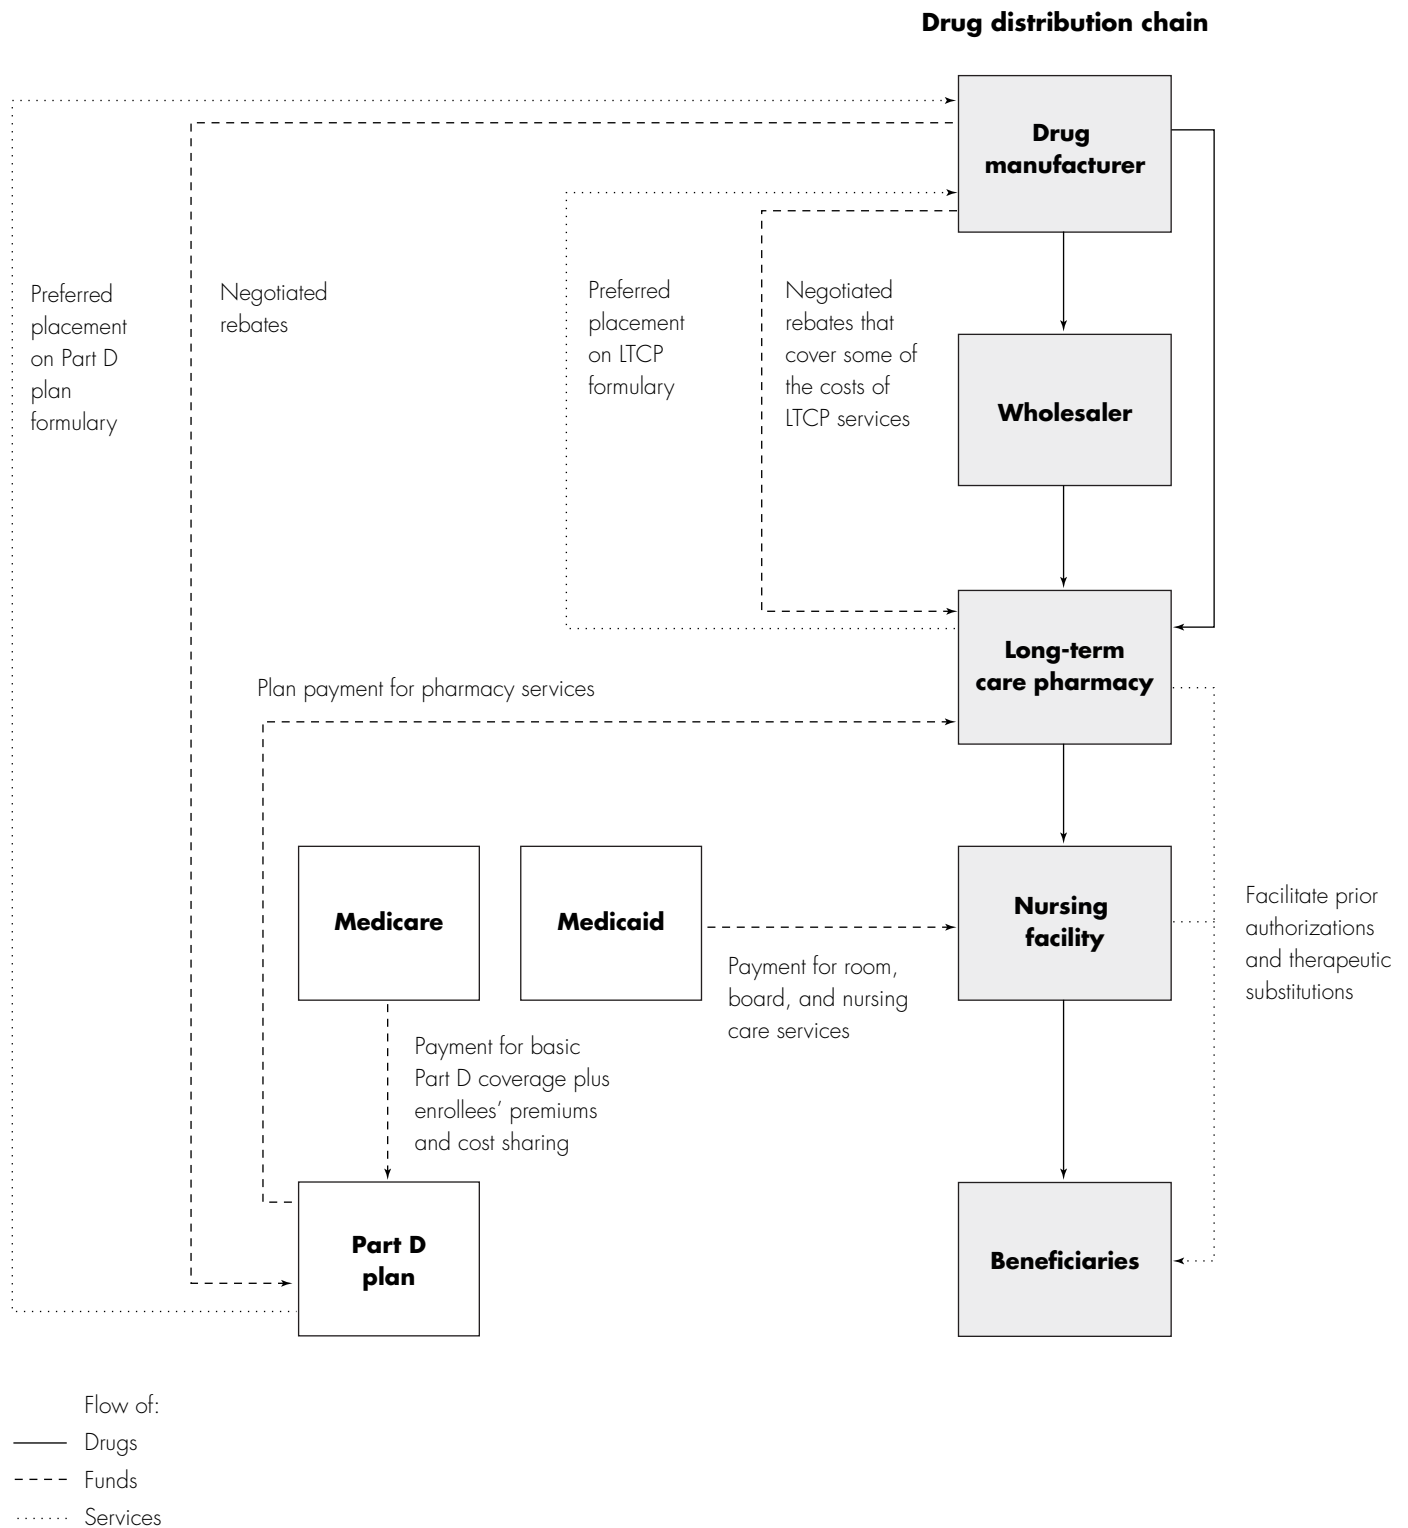 Drug distribution chain
Drug
manufacturer
Preferred
placement
on Part D
plan
formulary
Negotiated
rebates
Preferred
placement
on LTCP
formulary
Negotiated
rebates that
cover some of
the costs of
LTCP services
Wholesaler
Long-term
care pharmacy
Plan payment for pharmacy services
Medicare
Medicaid
Nursing
facility
Facilitate prior
authorizations
and therapeutic
substitutions
Payment for room,
board, and nursing
care services
Payment for basic
Part D coverage plus
enrollees’ premiums
and cost sharing
Part D
plan
Beneficiaries
Flow of:
Drugs
Funds
Services